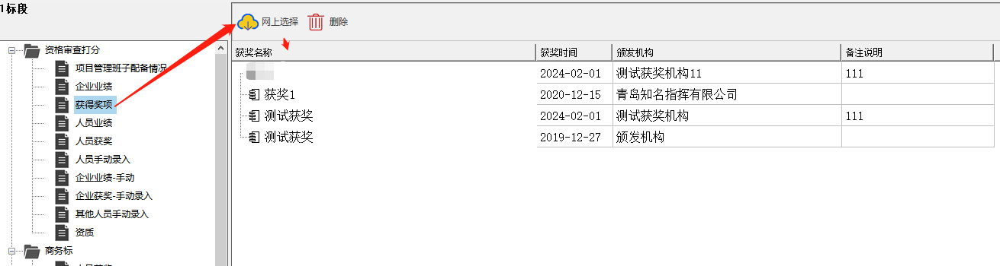 1标段
网上选择 删除
资格审查打分
项目管理班子配备情况
企业业绩
获得奖项
人员业绩
人员获奖
人员手动录入
企业业绩-手动
企业获奖-手动录入
其他人员手动录入
资质
商务标
获奖名称 获奖时间 颁发机构 备注说明
2024-02-01 测试获奖机构11 111
获奖1 2020-12-15 青岛知名指挥有限公司
测试获奖 2024-02-01 测试获奖机构 111
测试获奖 2019-12-27 颁发机构